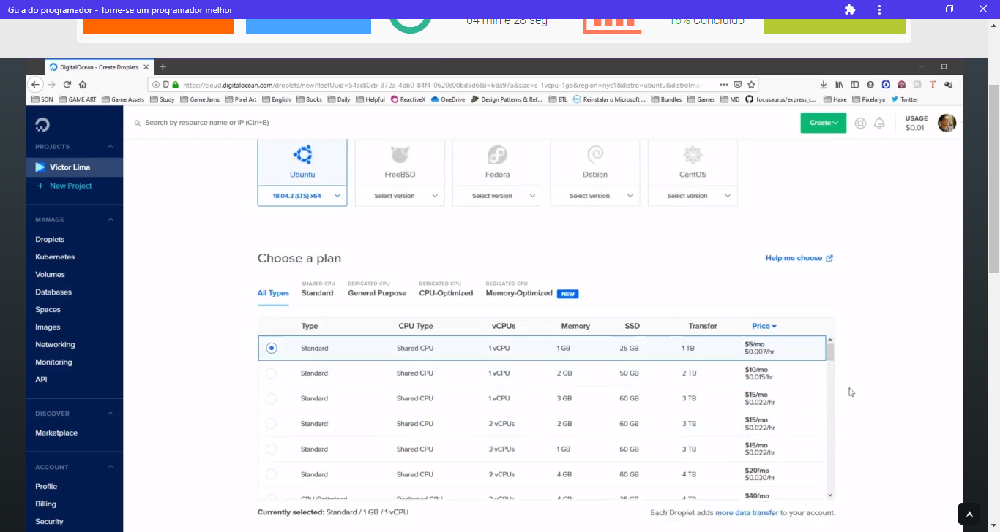 Guia do programador - Torne-se um programador melhor
04 min e 28 seg
16% Concluído
DigitalOcean - Create Droplets
https://cloud.digitalocean.com/droplets/new?fleetUuid=54ac80cb-372a-4bb0-84f4-0620c00bd5d6&i=68a97a&size=s-1vcpu-1gb&region=nyc1&distro=ubuntu&distroIma
SON GAME ART Game Assets Study Game Jams Pixel Art English Books Daily Helpful ReactiveX OneDrive Design Patterns & Ref... BTL Reinstalar o Microsoft ... Bundles Games MD focusaurus/express_c... Haxe Pixelarya Twitter
Search by resource name or IP (Ctrl+B)
Create
USAGE
$0.01
PROJECTS
Victor Lima
+ New Project
MANAGE
Droplets
Kubernetes
Volumes
Databases
Spaces
Images
Networking
Monitoring
API
DISCOVER
Marketplace
ACCOUNT
Profile
Billing
Security
Ubuntu FreeBSD Fedora Debian CentOS
18.04.3 (LTS) x64 Select version Select version Select version Select version
Choose a plan
Help me choose
SHARED CPU DEDICATED CPU DEDICATED CPU DEDICATED CPU
All Types Standard General Purpose CPU-Optimized Memory-Optimized NEW
Type CPU Type vCPUs Memory SSD Transfer Price
Standard Shared CPU 1 vCPU 1 GB 25 GB 1 TB $5/mo
$0.007/hr
Standard Shared CPU 1 vCPU 2 GB 50 GB 2 TB $10/mo
$0.015/hr
Standard Shared CPU 1 vCPU 3 GB 60 GB 3 TB $15/mo
$0.022/hr
Standard Shared CPU 2 vCPUs 2 GB 60 GB 3 TB $15/mo
$0.022/hr
Standard Shared CPU 3 vCPUs 1 GB 60 GB 3 TB $15/mo
$0.022/hr
Standard Shared CPU 2 vCPUs 4 GB 80 GB 4 TB $20/mo
$0.030/hr
CPU-Optimized Dedicated CPU 2 vCPUs 4 GB 25 GB 4 TB $40/mo
Currently selected: Standard / 1 GB / 1 vCPU
Each Droplet adds more data transfer to your account.